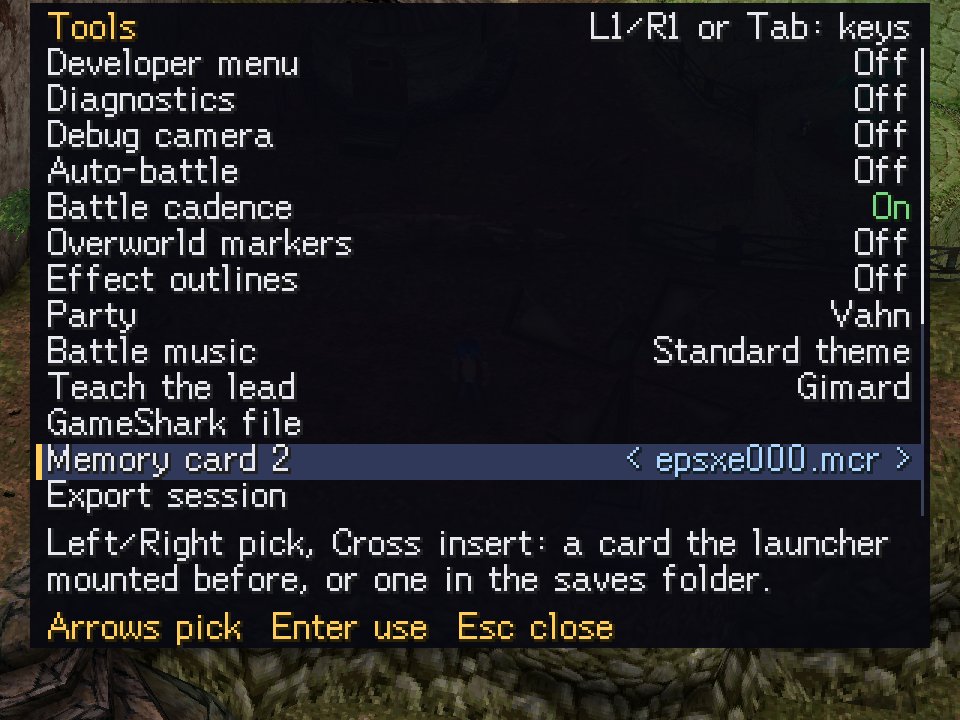 Tools L1/R1 or Tab: keys
Developer menu Off
Diagnostics Off
Debug camera Off
Auto-battle Off
Battle cadence On
Overworld markers Off
Effect outlines Off
Party Vahn
Battle music Standard theme
Teach the lead Gimard
GameShark file
Memory card 2 < epsxe000.mcr >
Export session
Left/Right pick, Cross insert: a card the launcher
mounted before, or one in the saves folder.
Arrows pick Enter use Esc close